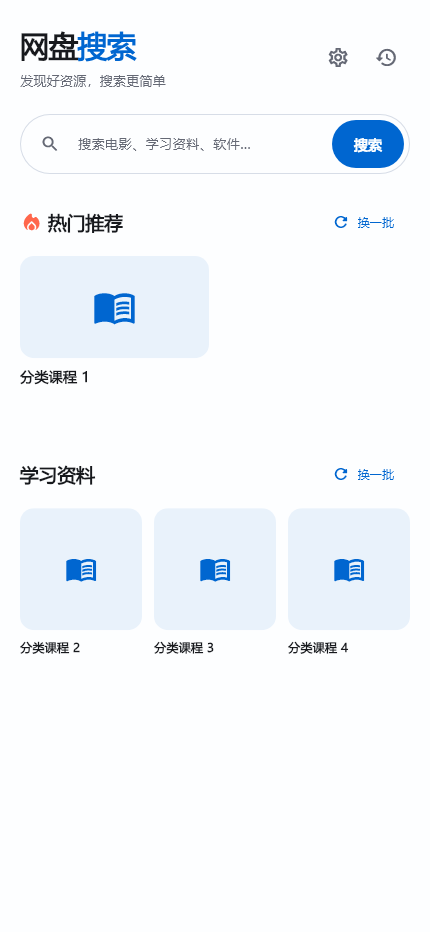 网盘搜索
发现好资源，搜索更简单
搜索电影、学习资料、软件...
搜索
热门推荐
换一批
分类课程 1
学习资料
换一批
分类课程 2
分类课程 3
分类课程 4